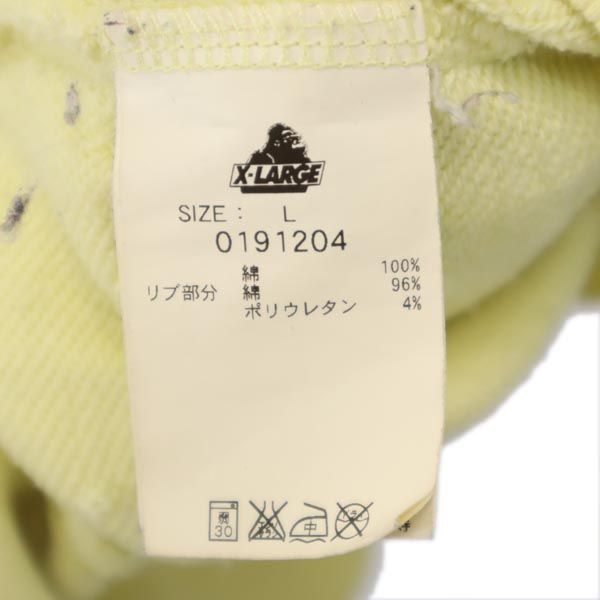 X-LARGE
SIZE: L
0191204
綿 100%
リブ部分 綿 96%
ポリウレタン 4%
30 中